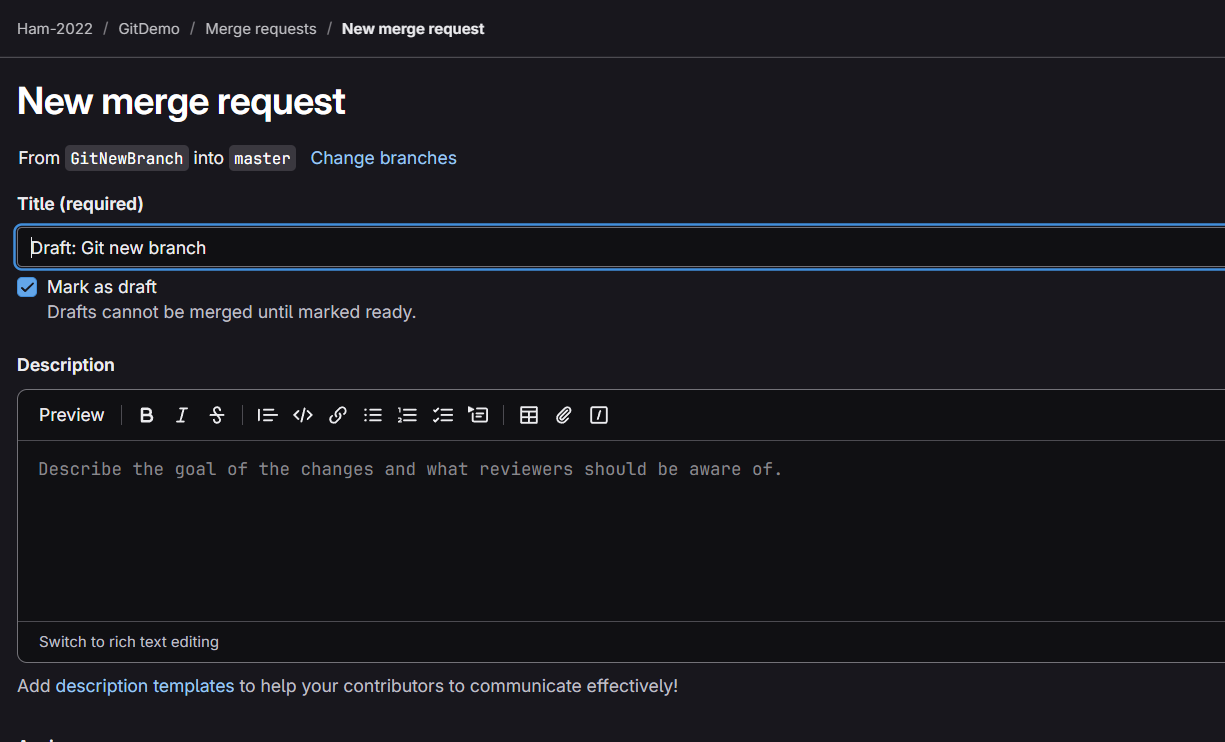 Ham-2022 / GitDemo / Merge requests / New merge request
New merge request
From GitNewBranch into master Change branches
Title (required)
Draft: Git new branch
Mark as draft
Drafts cannot be merged until marked ready.
Description
Preview
Describe the goal of the changes and what reviewers should be aware of.
Switch to rich text editing
Add description templates to help your contributors to communicate effectively!